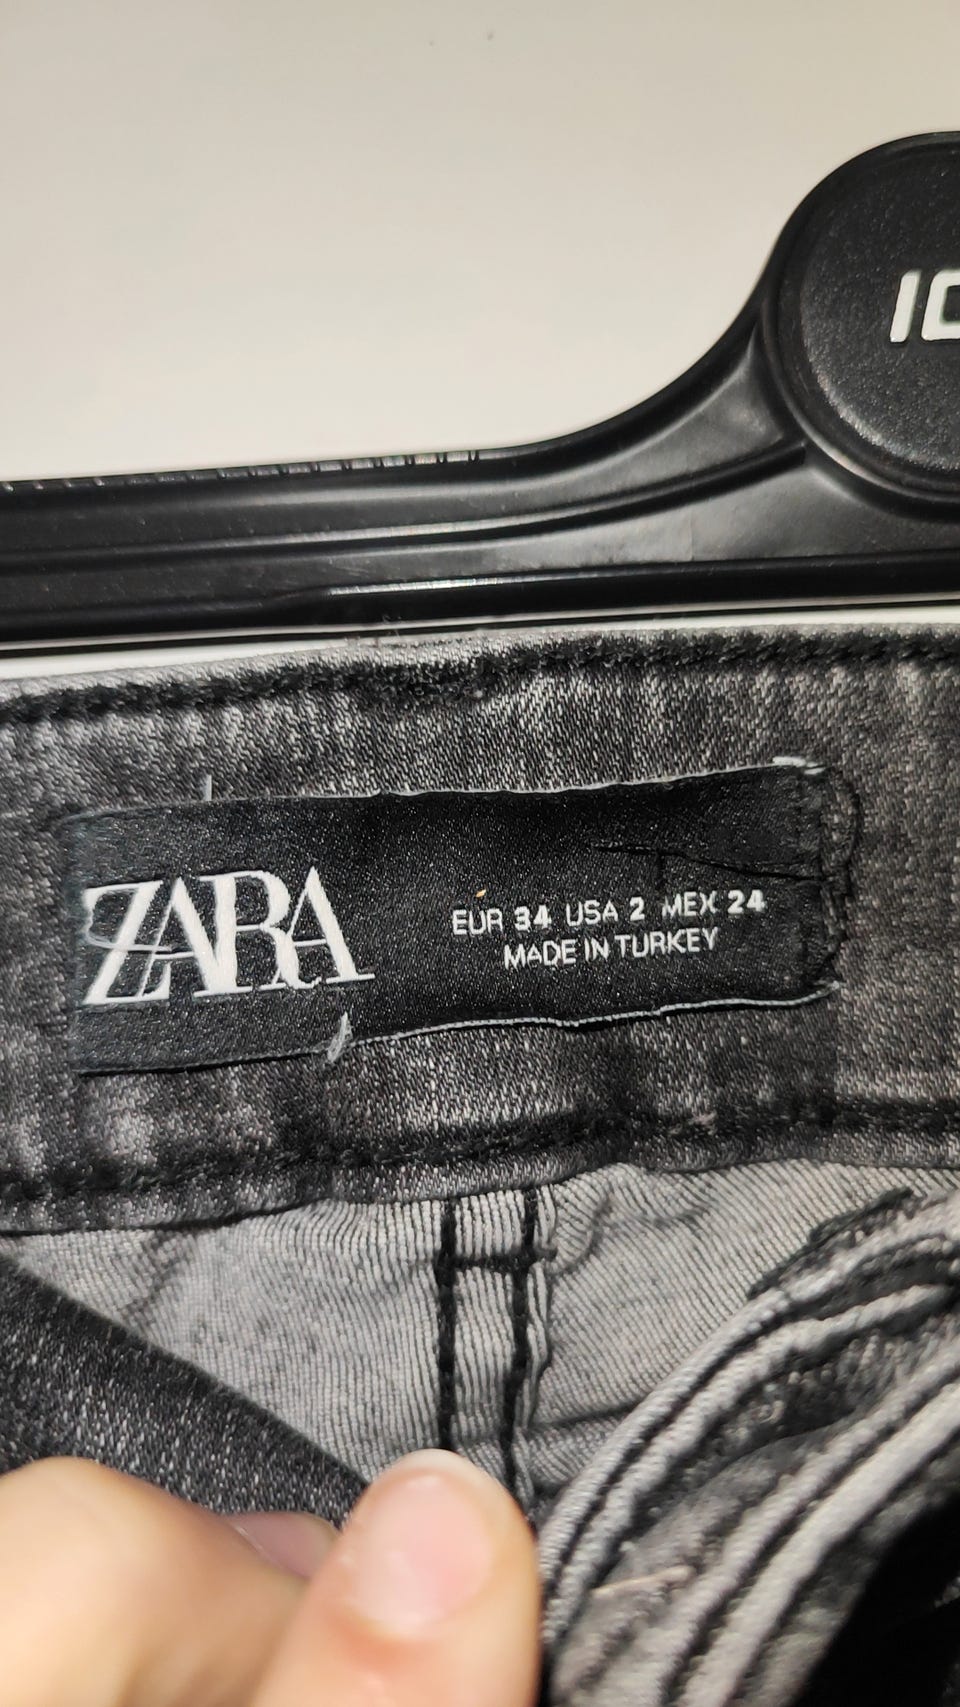 ZARA
EUR 34 USA 2 MEX 24
MADE IN TURKEY